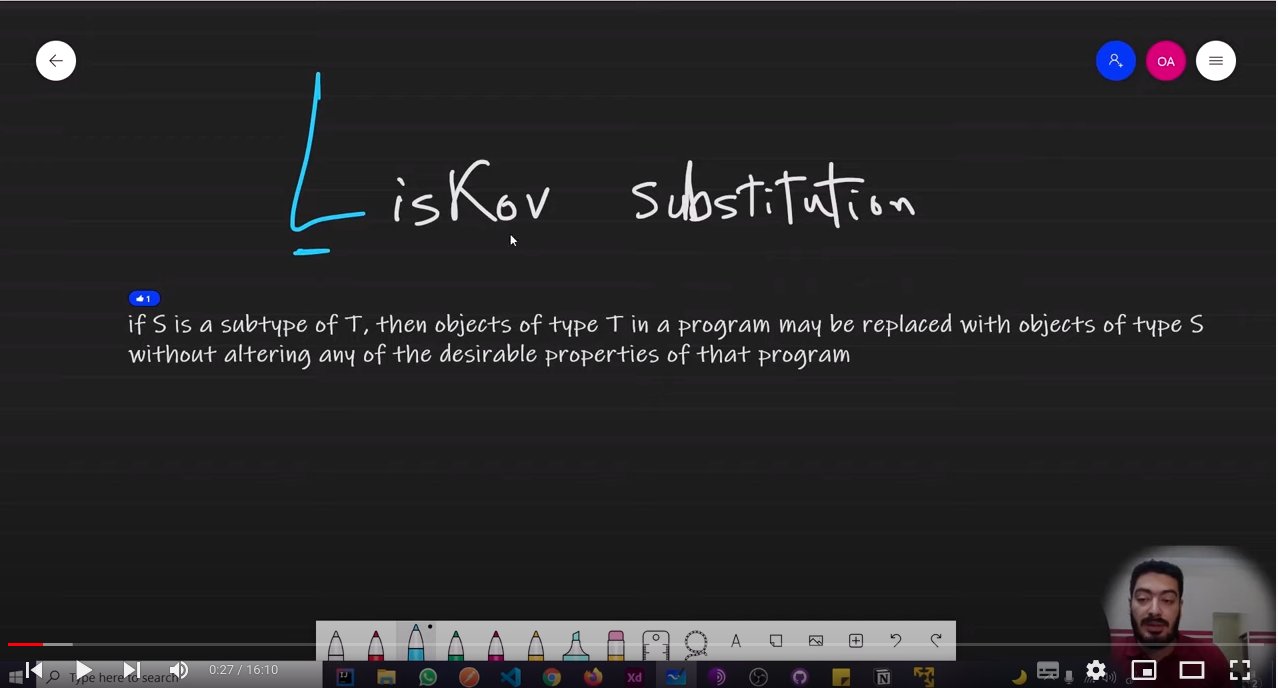 OA
LisKov substitution
1
if S is a subtype of T, then objects of type T in a program may be replaced with objects of type S
without altering any of the desirable properties of that program
A
0:27 / 16:10
Type here to search
Xd